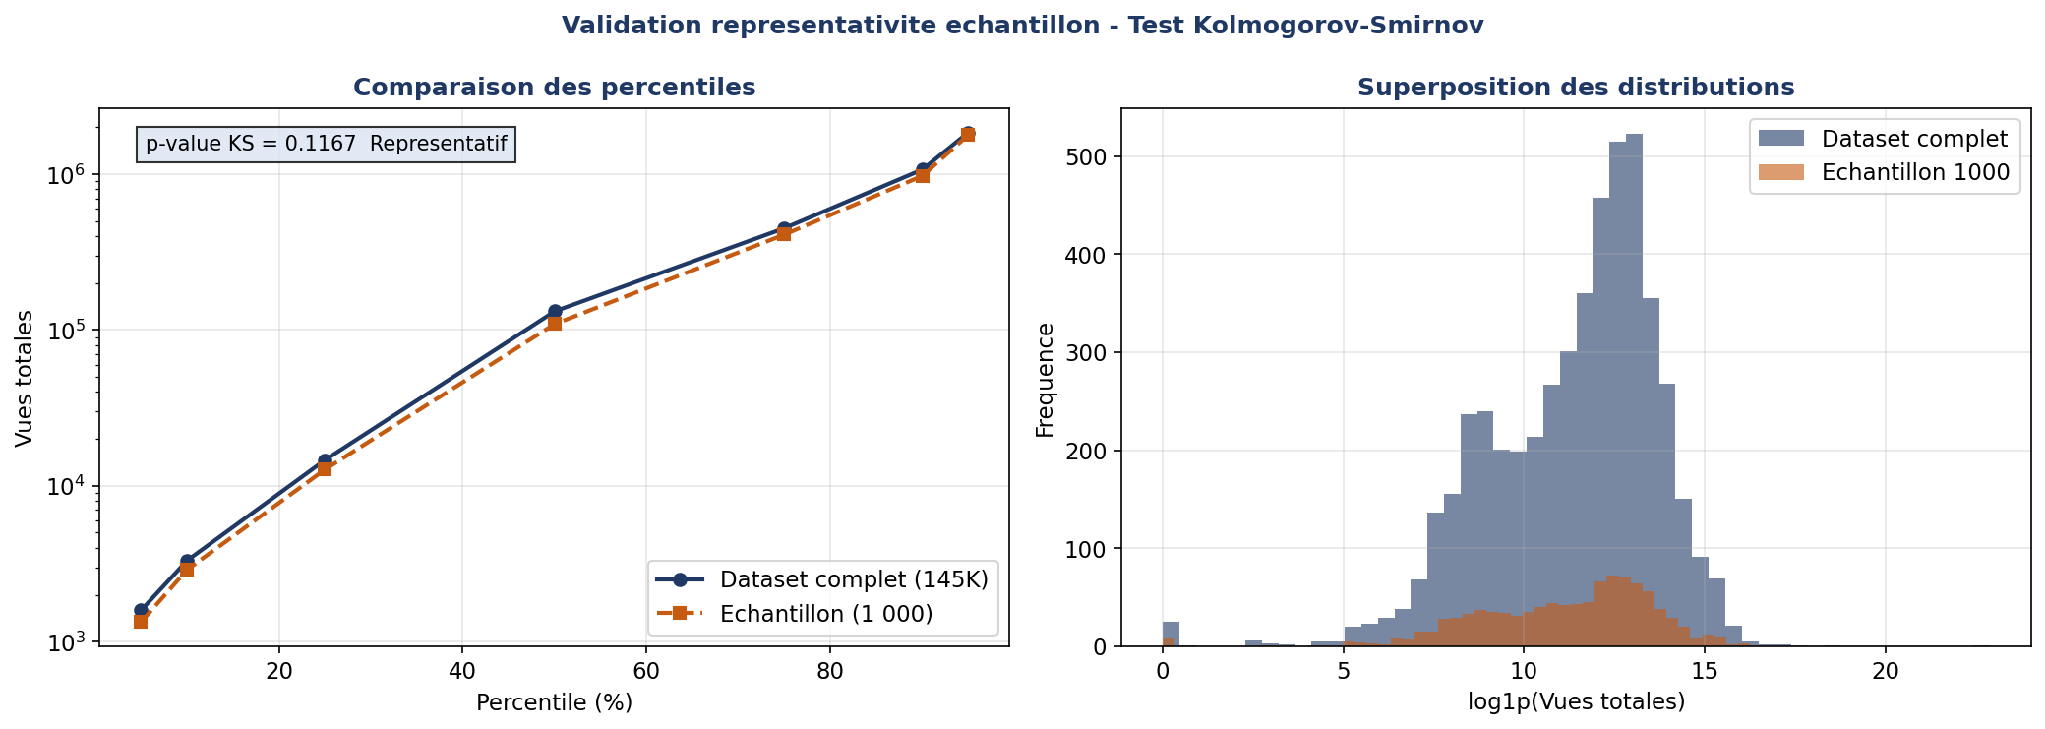 Validation representativite echantillon - Test Kolmogorov-Smirnov
Comparaison des percentiles
p-value KS = 0.1167  Representatif
Vues totales
10^6
10^5
10^4
10^3
20
40
60
80
Percentile (%)
Dataset complet (145K)
Echantillon (1 000)
Superposition des distributions
Dataset complet
Echantillon 1000
Frequence
500
400
300
200
100
0
0
5
10
15
20
log1p(Vues totales)